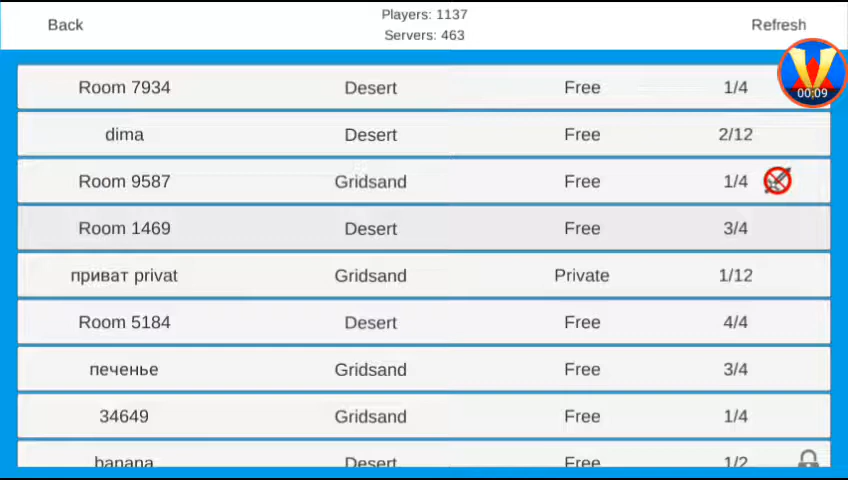 Back
Players: 1137
Servers: 463
Refresh
Room 7934 Desert Free 1/4
00:09
dima Desert Free 2/12
Room 9587 Gridsand Free 1/4
Room 1469 Desert Free 3/4
приват privat Gridsand Private 1/12
Room 5184 Desert Free 4/4
печенье Gridsand Free 3/4
34649 Gridsand Free 1/4
banana Desert Free 1/2